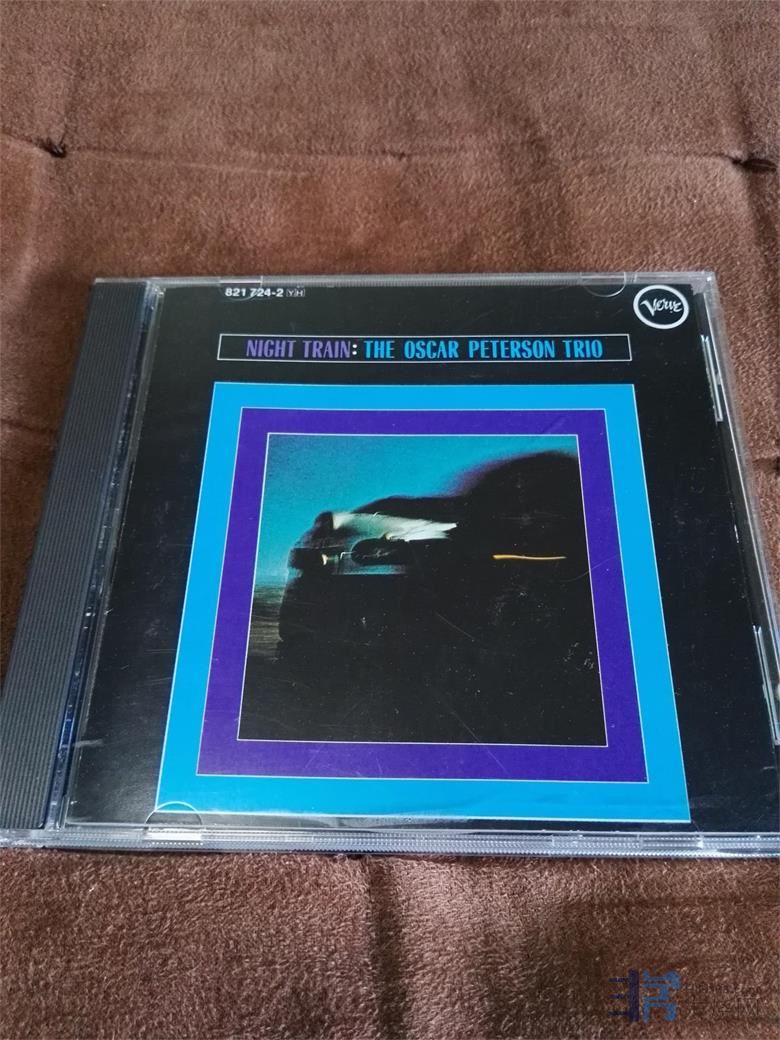 821 724-2 YH
Verve
NIGHT TRAIN: THE OSCAR PETERSON TRIO